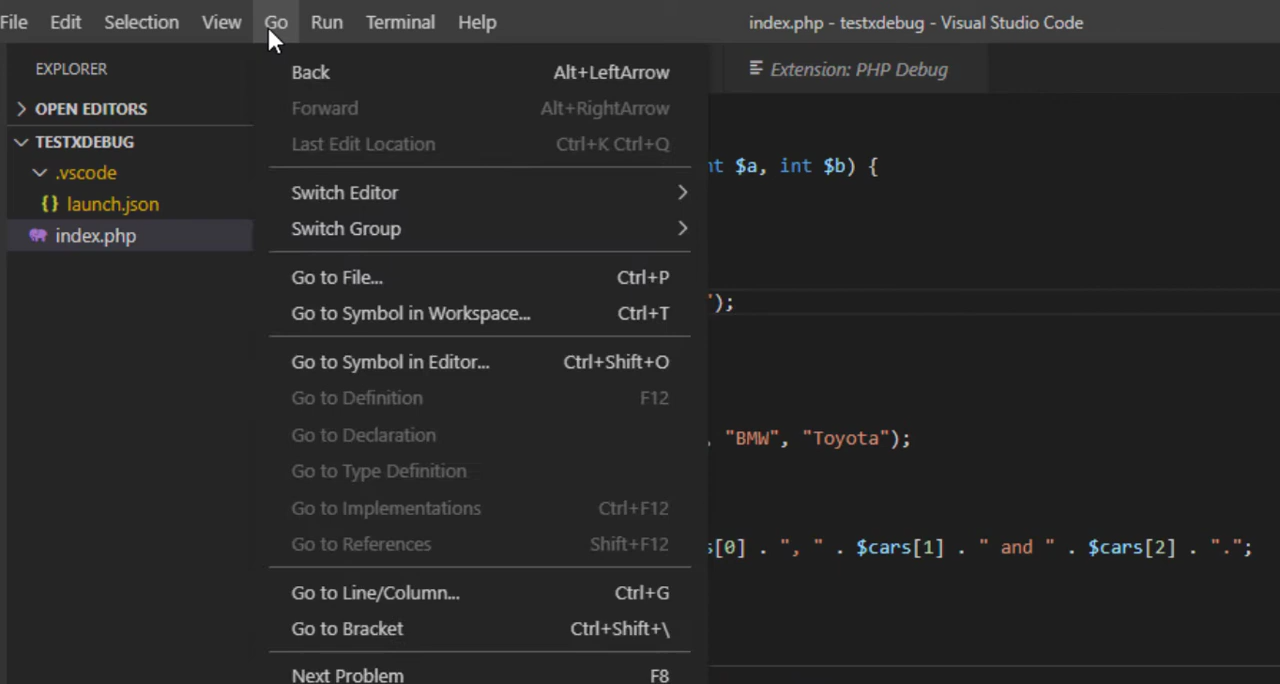 File Edit Selection View Go Run Terminal Help index.php - testxdebug - Visual Studio Code
EXPLORER
OPEN EDITORS
TESTXDEBUG
.vscode
{} launch.json
index.php
Back Alt+LeftArrow
Forward Alt+RightArrow
Last Edit Location Ctrl+K Ctrl+Q
Switch Editor
Switch Group
Go to File... Ctrl+P
Go to Symbol in Workspace... Ctrl+T
Go to Symbol in Editor... Ctrl+Shift+O
Go to Definition F12
Go to Declaration
Go to Type Definition
Go to Implementations Ctrl+F12
Go to References Shift+F12
Go to Line/Column... Ctrl+G
Go to Bracket Ctrl+Shift+\
Next Problem F8
Extension: PHP Debug
nt $a, int $b) {
");
, "BMW", "Toyota");
s[0] . ", " . $cars[1] . " and " . $cars[2] . ".";